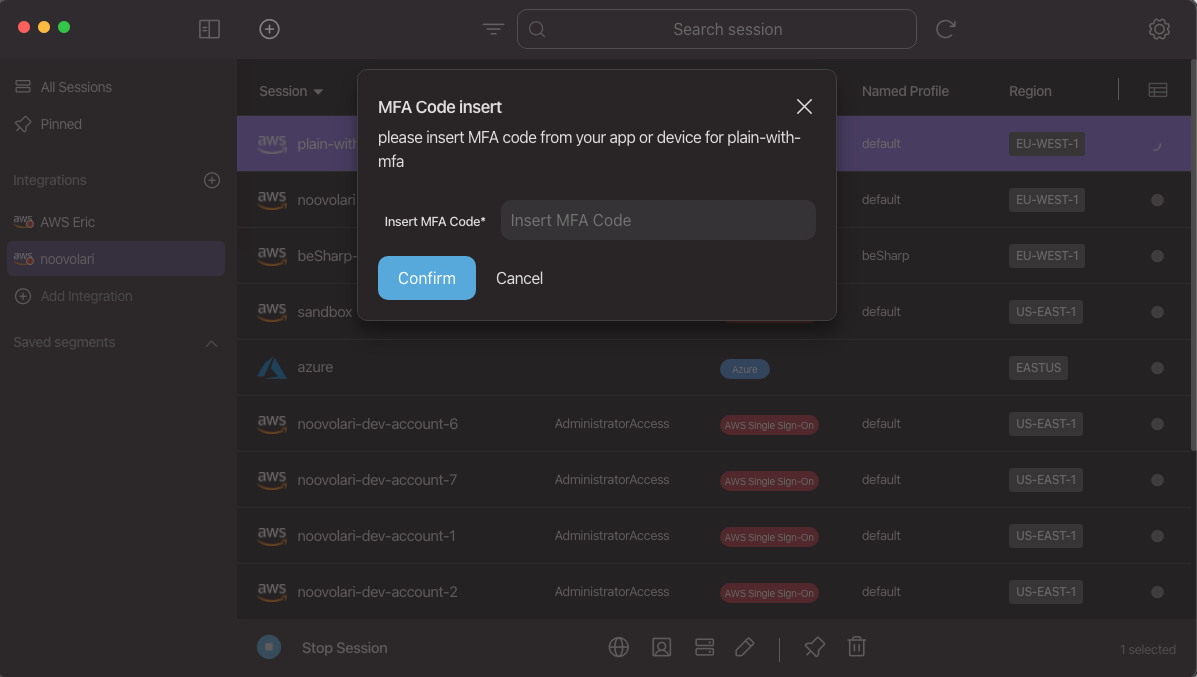 Search session
All Sessions
Pinned
Integrations
AWS Eric
noovolari
Add Integration
Saved segments
Session
Named Profile
Region
MFA Code insert
please insert MFA code from your app or device for plain-with-
mfa
Insert MFA Code*
Insert MFA Code
Confirm
Cancel
aws plain-with default EU-WEST-1
aws noovolari default EU-WEST-1
aws beSharp- beSharp EU-WEST-1
aws sandbox default US-EAST-1
azure Azure EASTUS
aws noovolari-dev-account-6 AdministratorAccess AWS Single Sign-On default US-EAST-1
aws noovolari-dev-account-7 AdministratorAccess AWS Single Sign-On default US-EAST-1
aws noovolari-dev-account-1 AdministratorAccess AWS Single Sign-On default US-EAST-1
aws noovolari-dev-account-2 AdministratorAccess AWS Single Sign-On default US-EAST-1
Stop Session
1 selected